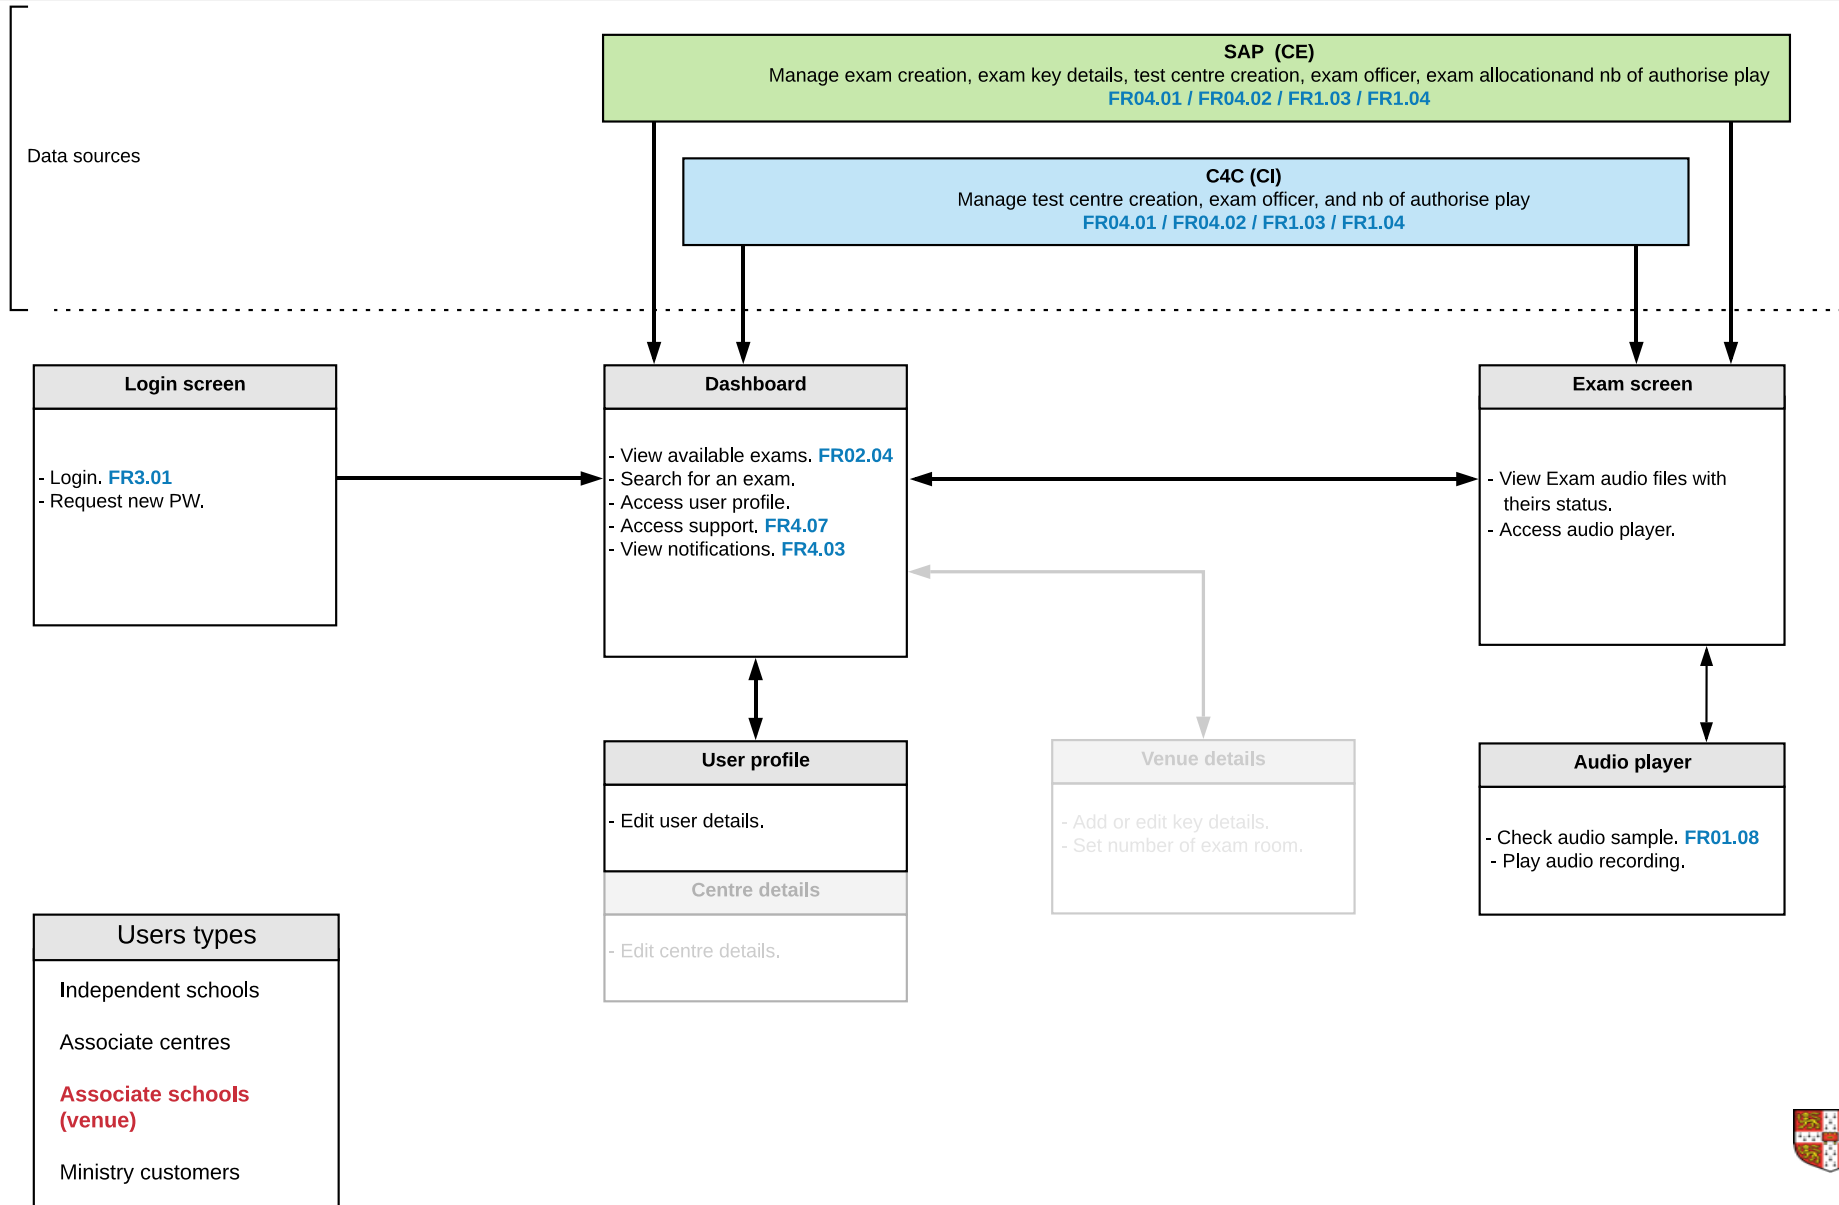 SAP (CE)
Manage exam creation, exam key details, test centre creation, exam officer, exam allocationand nb of authorise play
FR04.01 / FR04.02 / FR1.03 / FR1.04
Data sources
C4C (CI)
Manage test centre creation, exam officer, and nb of authorise play
FR04.01 / FR04.02 / FR1.03 / FR1.04
Login screen
- Login. FR3.01
- Request new PW.
Dashboard
- View available exams. FR02.04
- Search for an exam.
- Access user profile.
- Access support. FR4.07
- View notifications. FR4.03
Exam screen
- View Exam audio files with
theirs status.
- Access audio player.
User profile
- Edit user details.
Centre details
- Edit centre details.
Venue details
- Add or edit key details.
- Set number of exam room.
Audio player
- Check audio sample. FR01.08
- Play audio recording.
Users types
Independent schools
Associate centres
Associate schools
(venue)
Ministry customers